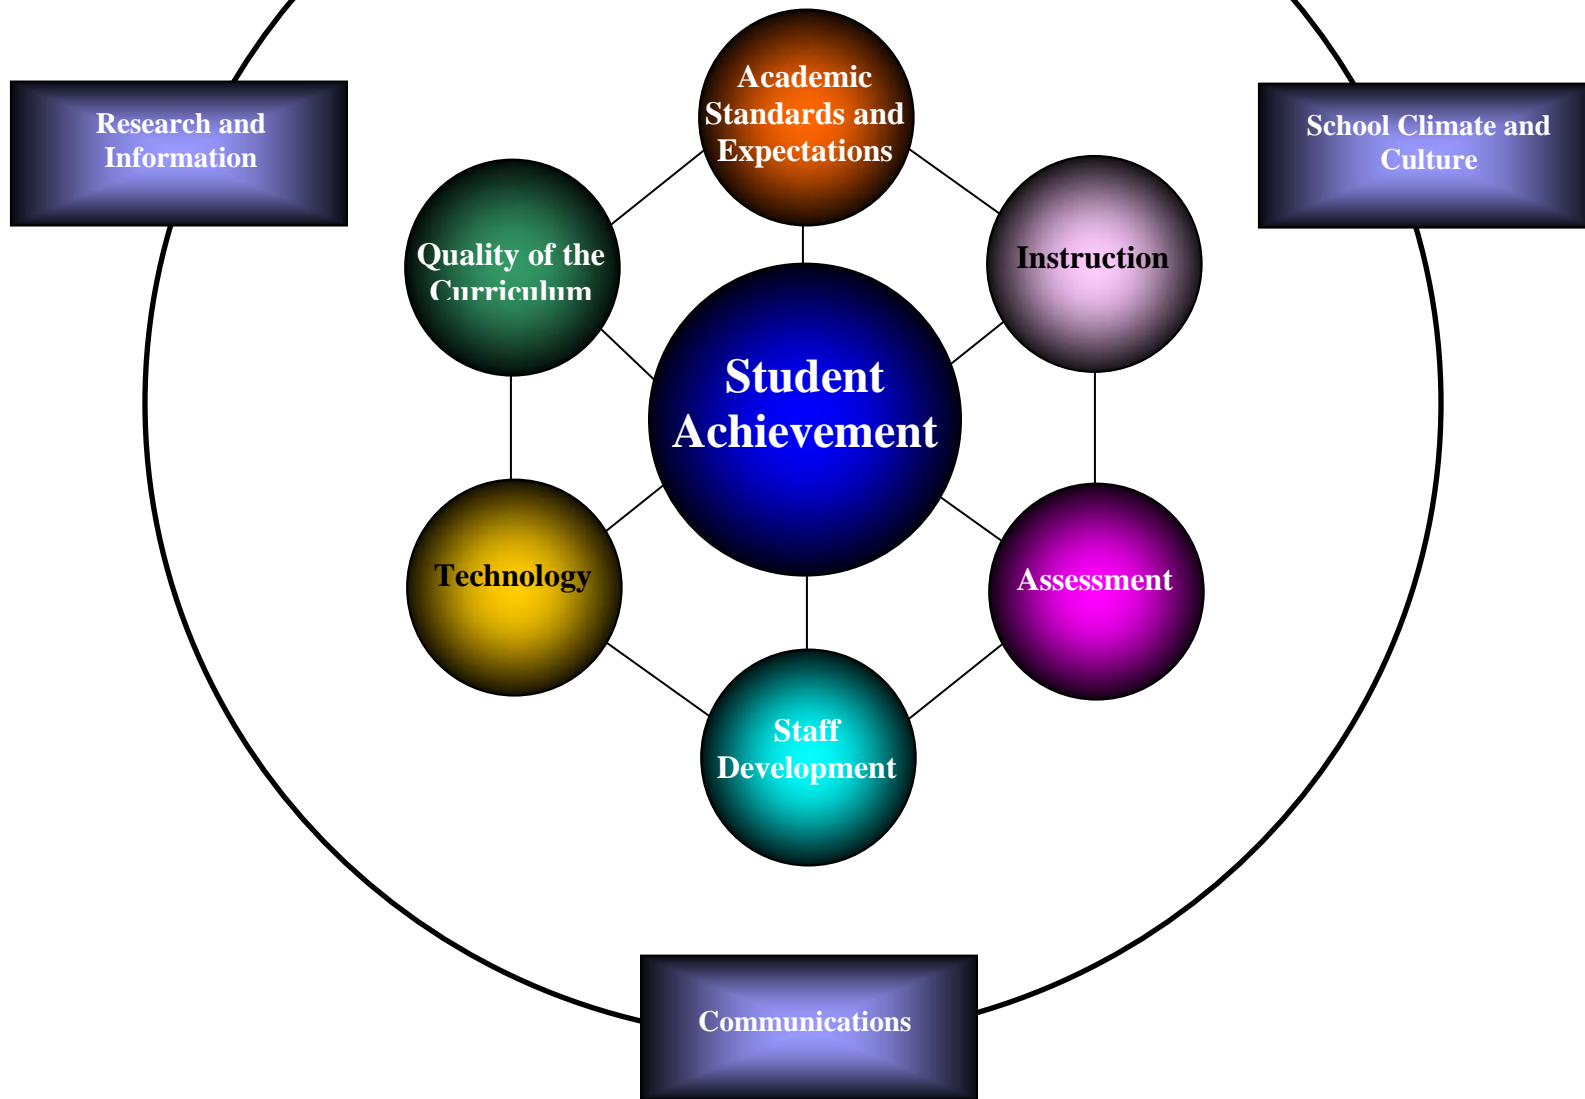 Academic
Standards and
Expectations
Research and
Information
School Climate and
Culture
Quality of the
Curriculum
Instruction
Student
Achievement
Technology
Assessment
Staff
Development
Communications